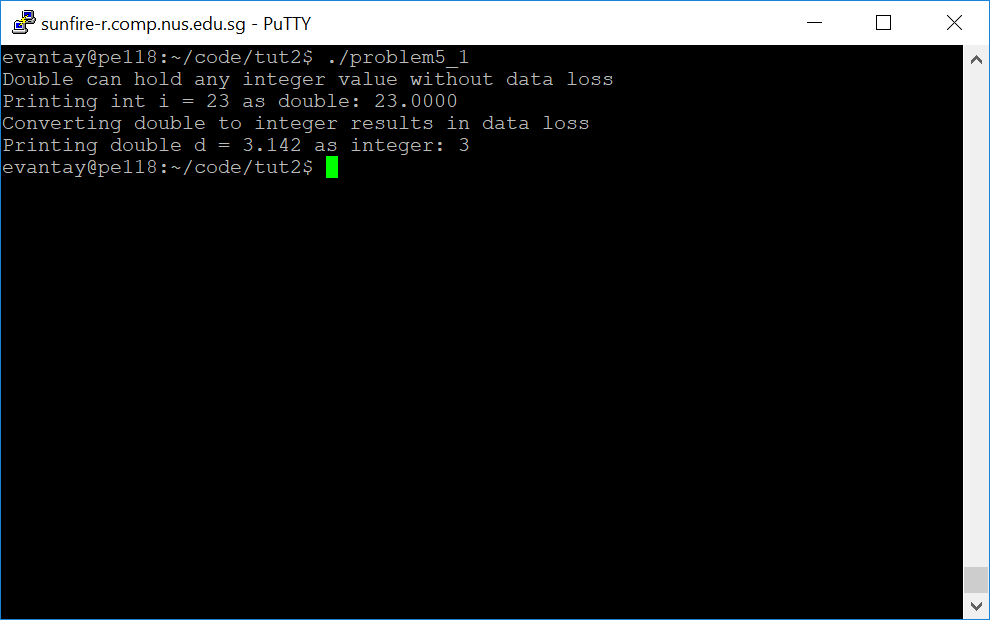 sunfire-r.comp.nus.edu.sg - PuTTY
evantay@pe118:~/code/tut2$ ./problem5_1
Double can hold any integer value without data loss
Printing int i = 23 as double: 23.0000
Converting double to integer results in data loss
Printing double d = 3.142 as integer: 3
evantay@pe118:~/code/tut2$